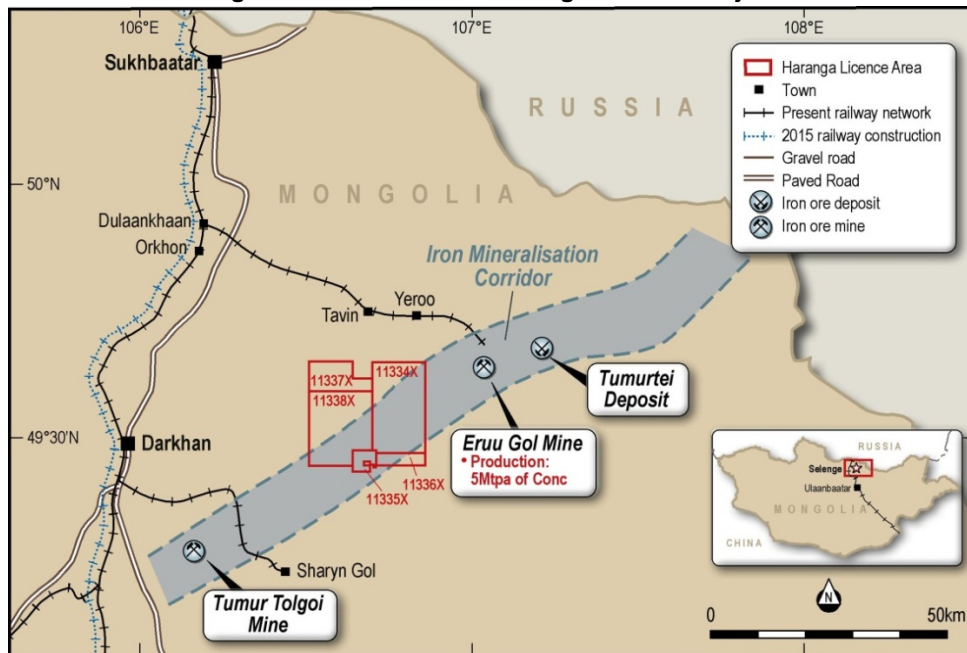 106°
107°
108°
Sukhbaatar
RUSSIA
50°N
MONGOLIA
Dulaankhaan
Orkhon
Iron Mineralisation
Corridor
Yeroo
Tavin
11337X
11334X
11338X
Tumurtei
Deposit
49°30'N
Darkhan
Eruu Gol Mine
• Production:
5Mtpa of Conc
11336X
11335X
Sharyn Gol
Tumur Tolgoi
Mine
Haranga Licence Area
Town
Present railway network
2015 railway construction
Gravel road
Paved Road
Iron ore deposit
Iron ore mine
RUSSIA
Selenge
Ulaanbaatar
MONGOLIA
CHINA
N
0
50km